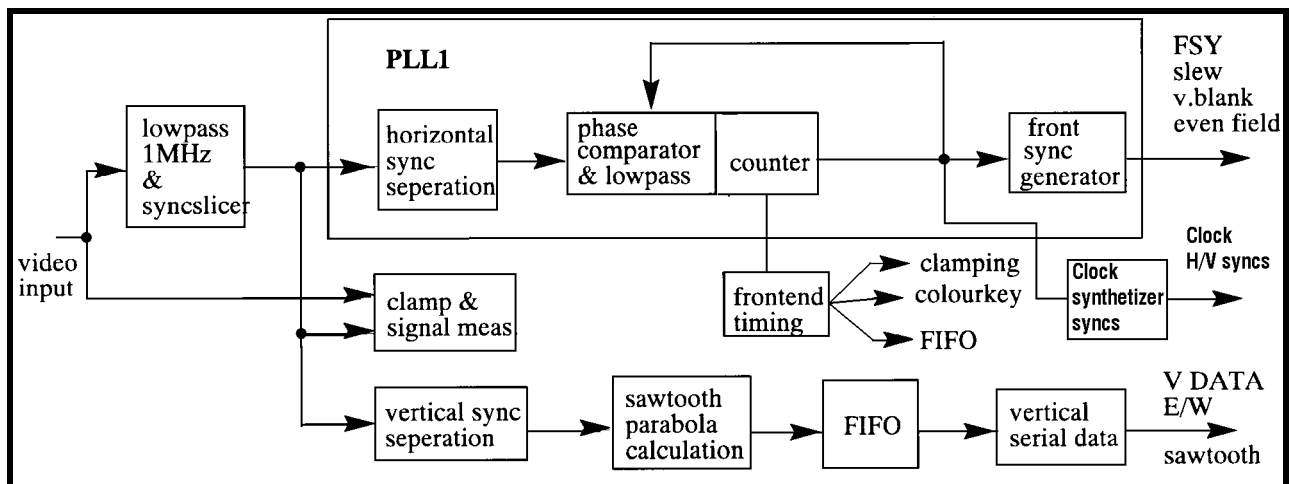 PLL1
FSY
slew
v.blank
even field
lowpass
1MHz
&
syncslicer
horizontal
sync
seperation
phase
comparator
& lowpass
counter
front
sync
generator
video
input
clamp &
signal meas
frontend
timing
clamping
colourkey
FIFO
Clock
synthetizer
syncs
Clock
H/V syncs
vertical sync
seperation
sawtooth
parabola
calculation
FIFO
vertical
serial data
V DATA
E/W
sawtooth